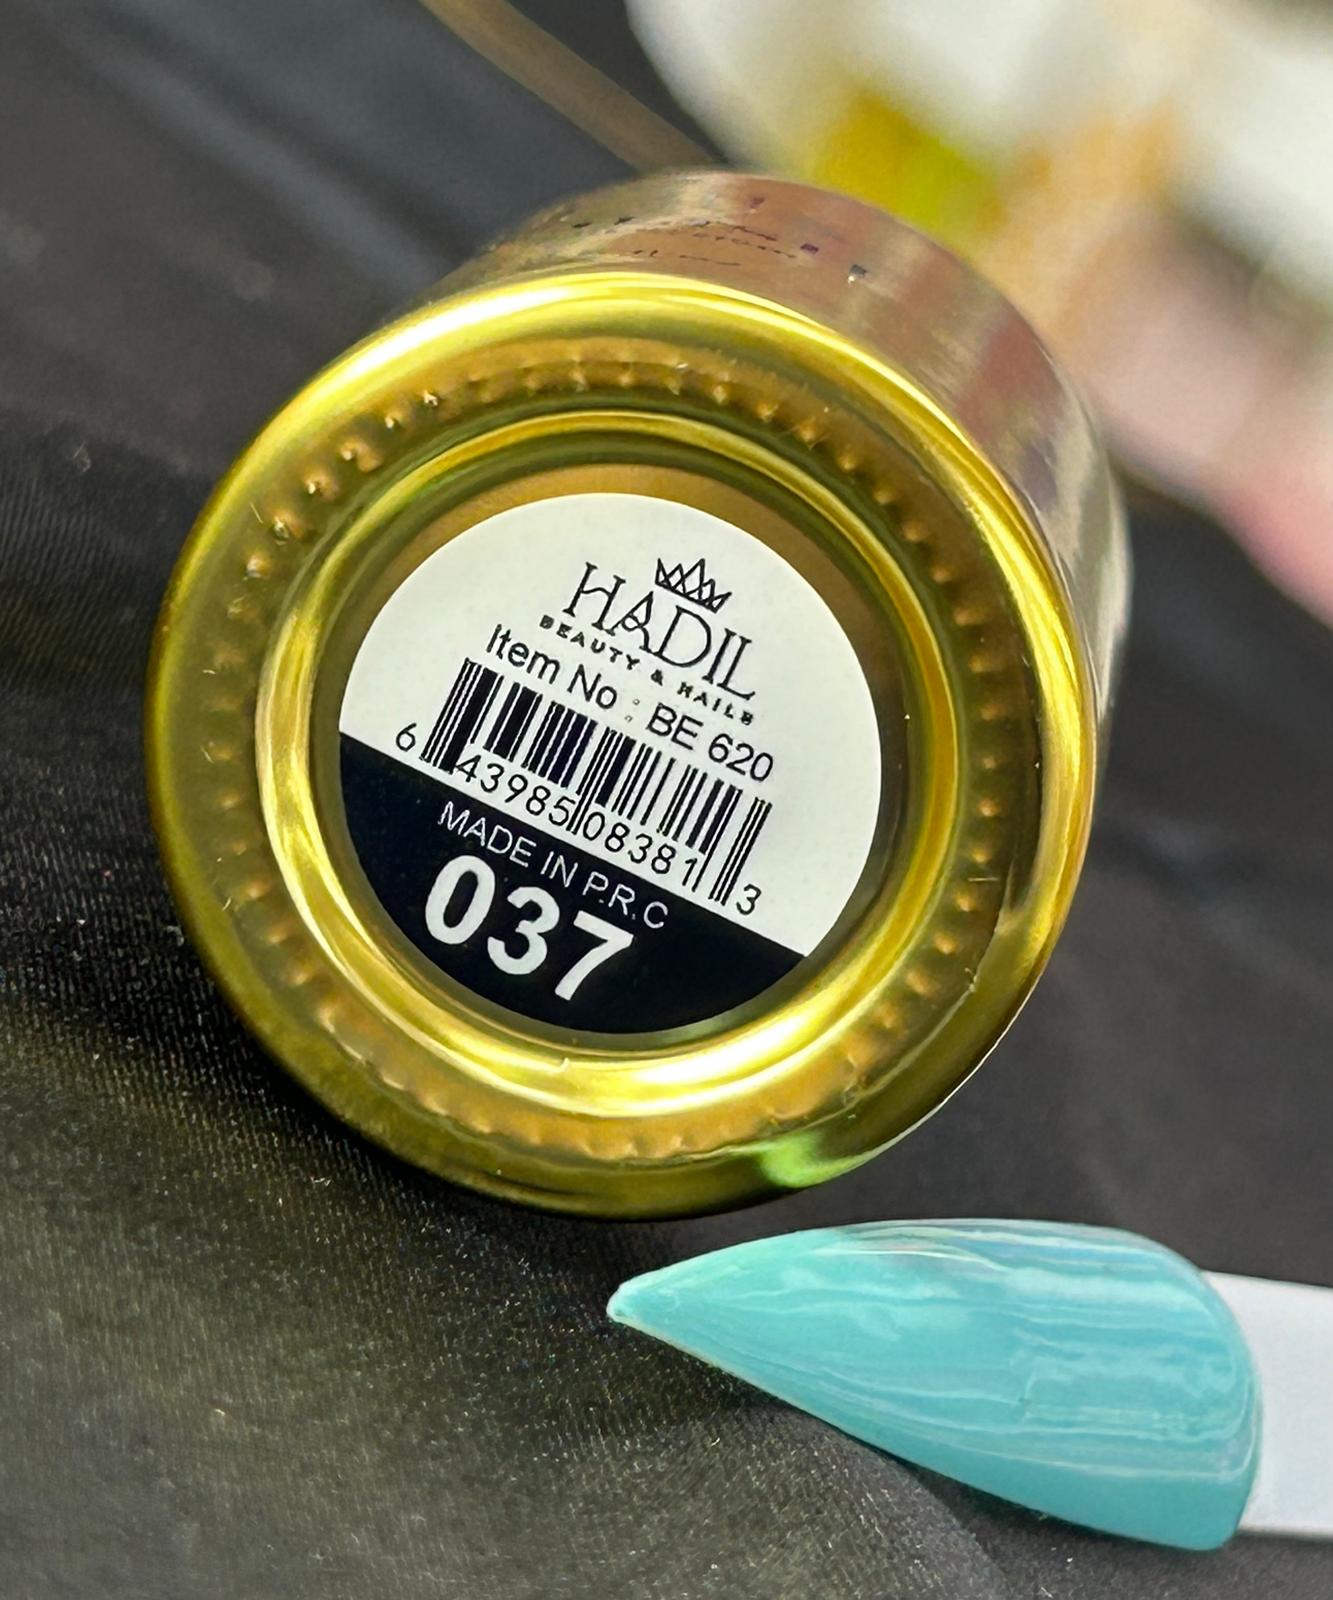 HADIL
BEAUTY & NAILS
Item No : BE 620
6 43985 08381 3
MADE IN P.R.C
037